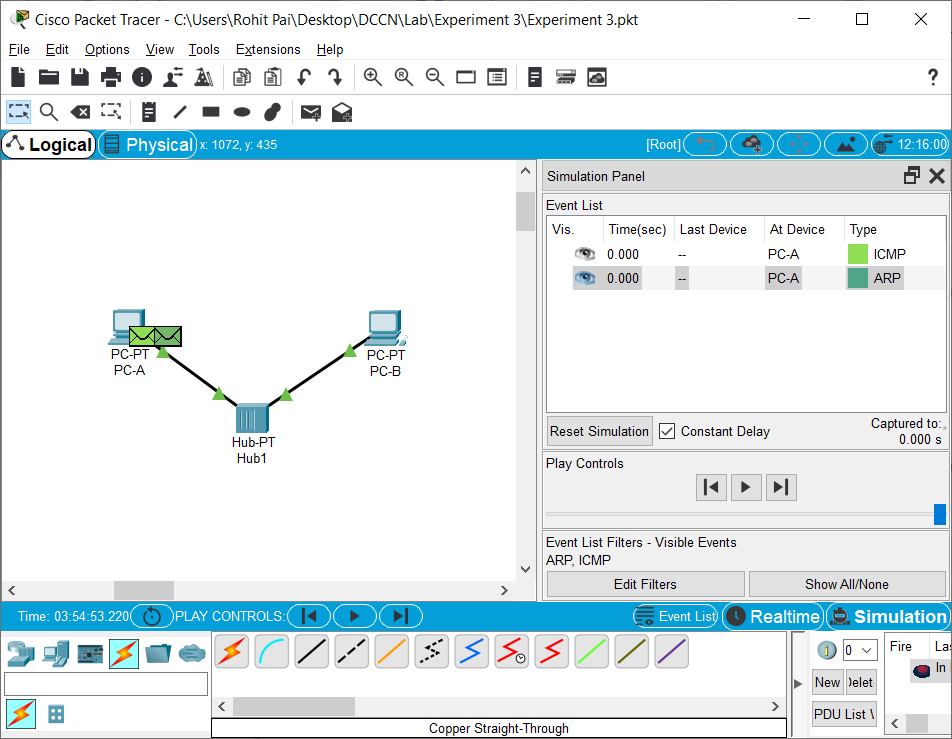 Cisco Packet Tracer - C:\Users\Rohit Pai\Desktop\DCCN\Lab\Experiment 3\Experiment 3.pkt
File Edit Options View Tools Extensions Help
?
Logical Physical x: 1072, y: 435 [Root] 12:16:00
Simulation Panel
Event List
Vis. Time(sec) Last Device At Device Type
0.000 -- PC-A ICMP
0.000 -- PC-A ARP
PC-PT
PC-A
PC-PT
PC-B
Hub-PT
Hub1
Reset Simulation Constant Delay
Captured to:
0.000 s
Play Controls
Event List Filters - Visible Events
ARP, ICMP
Edit Filters Show All/None
Time: 03:54:53.220 PLAY CONTROLS: Event List Realtime Simulation
0 Fire Las
New Delet In
PDU List
Copper Straight-Through